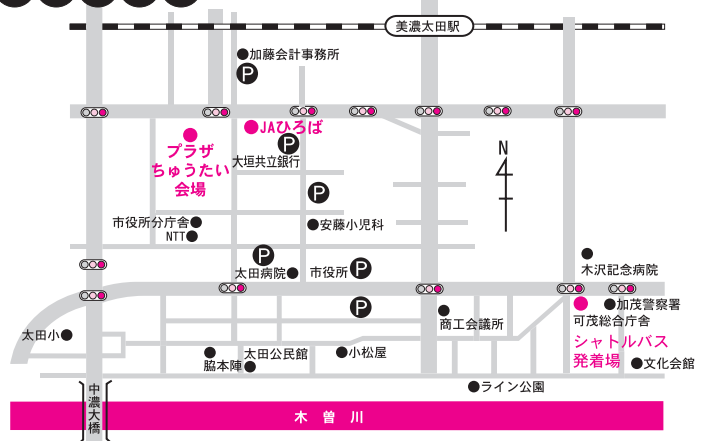 美濃太田駅
加藤会計事務所
P
JAひろば
プラザ
ちゅうたい
会場
P
大垣共立銀行
N
P
市役所分庁舎
NTT
安藤小児科
P
太田病院
市役所
P
木沢記念病院
P
加茂警察署
商工会議所
可茂総合庁舎
シャトルバス
発着場
太田小
脇本陣
太田公民館
小松屋
文化会館
ライン公園
中濃大橋
木曽川